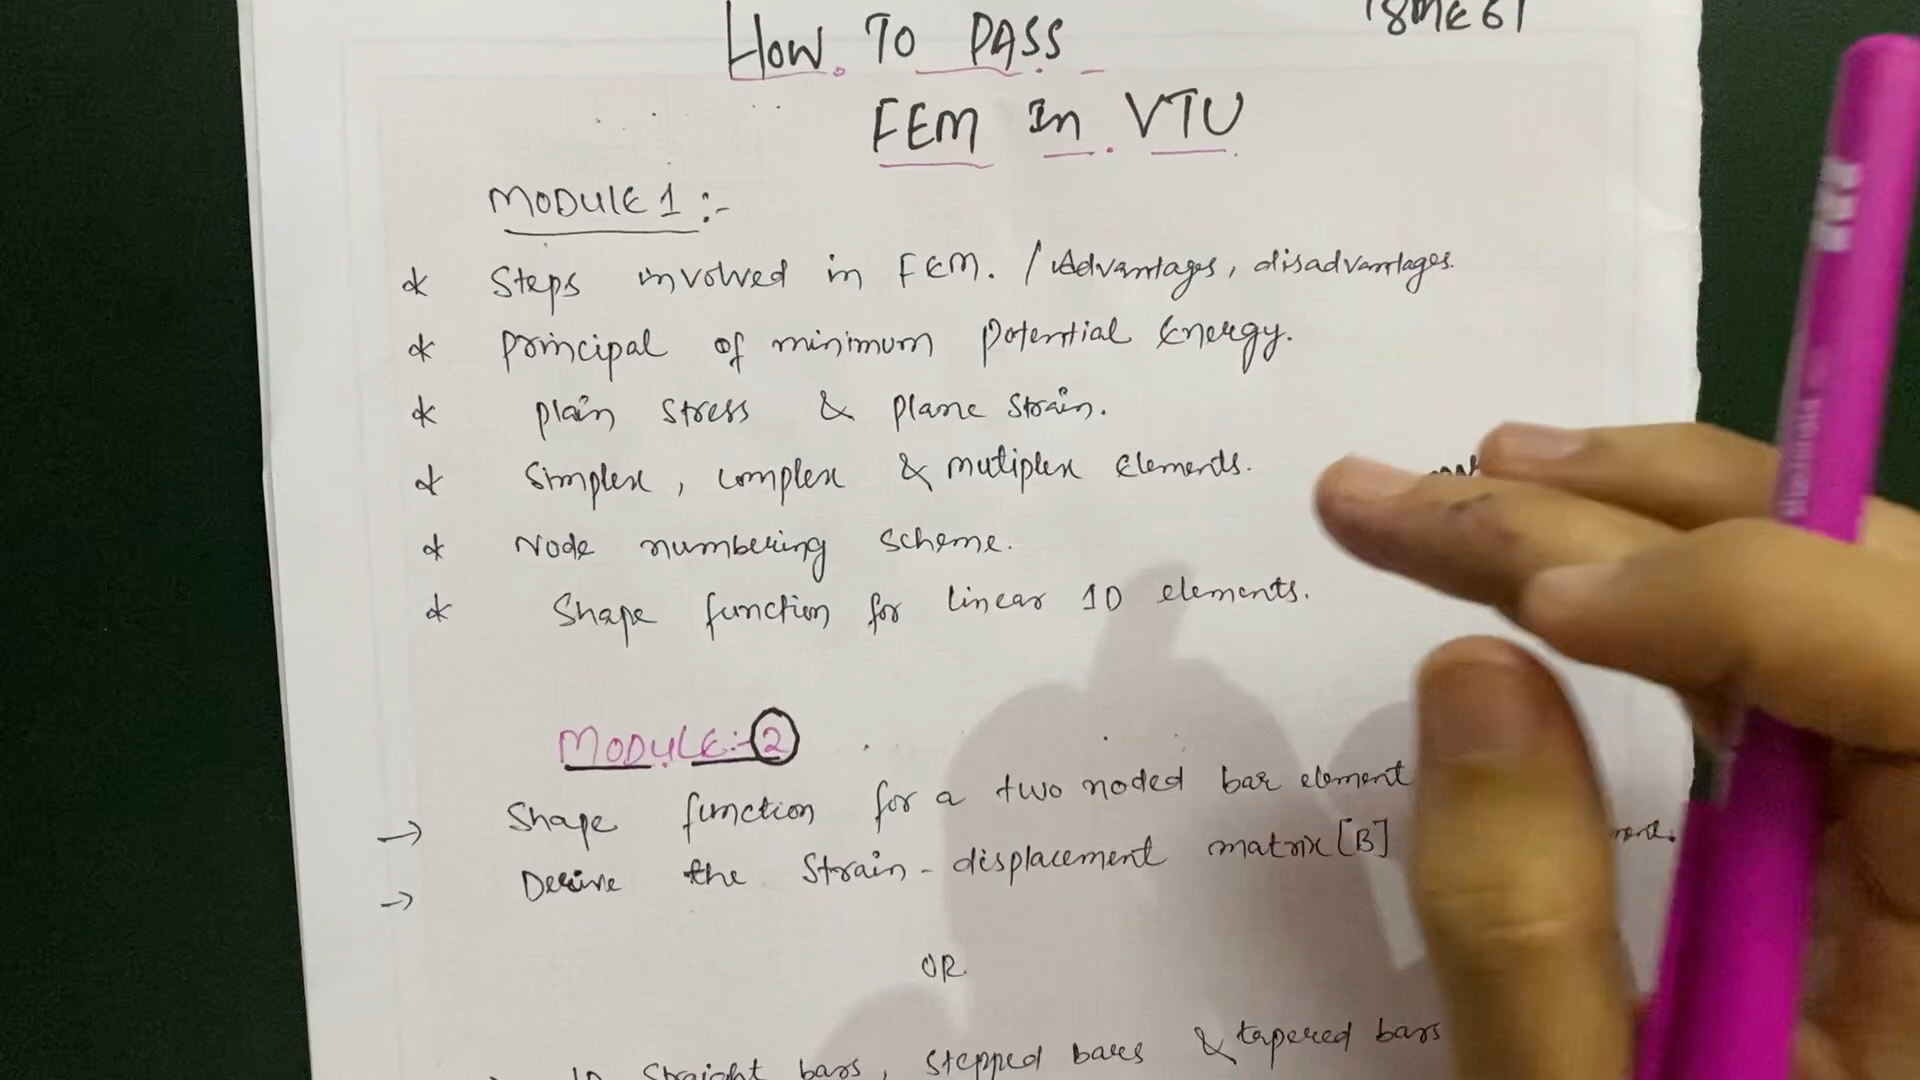 18ME61
HOW TO PASS
FEM In VTU
MODULE 1 :-
* Steps involved in FEM. / Advantages, disadvantages.
* principal of minimum potential Energy.
* plain stress & plane strain.
* Simplex, complex & mutiplex Elements.
* Node numbering scheme.
* Shape function for linear 1D elements.
MODULE:- 2
→ Shape function for a two noded bar element
→ Derive the Strain-displacement matrix [B]
OR
1D straight bars, stepped bars & tapered bars